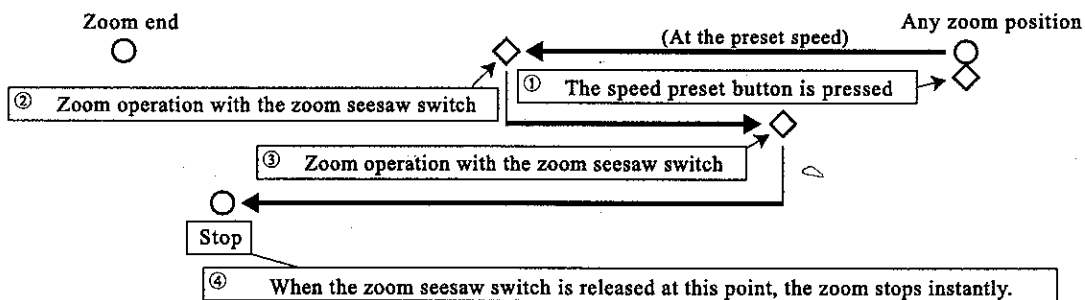 Zoom end
Any zoom position
(At the preset speed)
① The speed preset button is pressed
② Zoom operation with the zoom seesaw switch
③ Zoom operation with the zoom seesaw switch
Stop
④ When the zoom seesaw switch is released at this point, the zoom stops instantly.